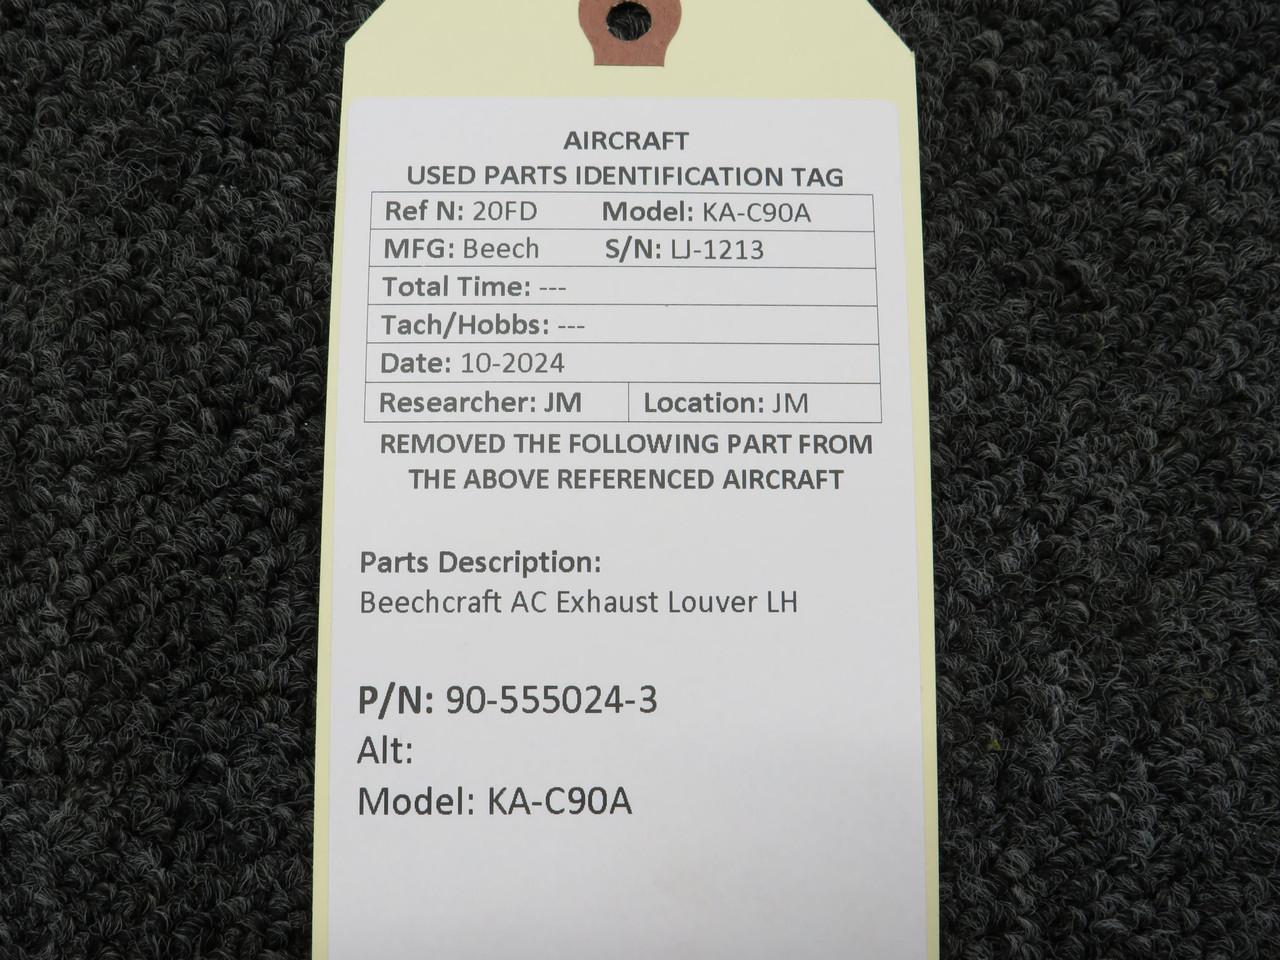 AIRCRAFT
USED PARTS IDENTIFICATION TAG
Ref N: 20FD Model: KA-C90A
MFG: Beech S/N: LJ-1213
Total Time: ---
Tach/Hobbs: ---
Date: 10-2024
Researcher: JM Location: JM
REMOVED THE FOLLOWING PART FROM
THE ABOVE REFERENCED AIRCRAFT
Parts Description:
Beechcraft AC Exhaust Louver LH
P/N: 90-555024-3
Alt:
Model: KA-C90A